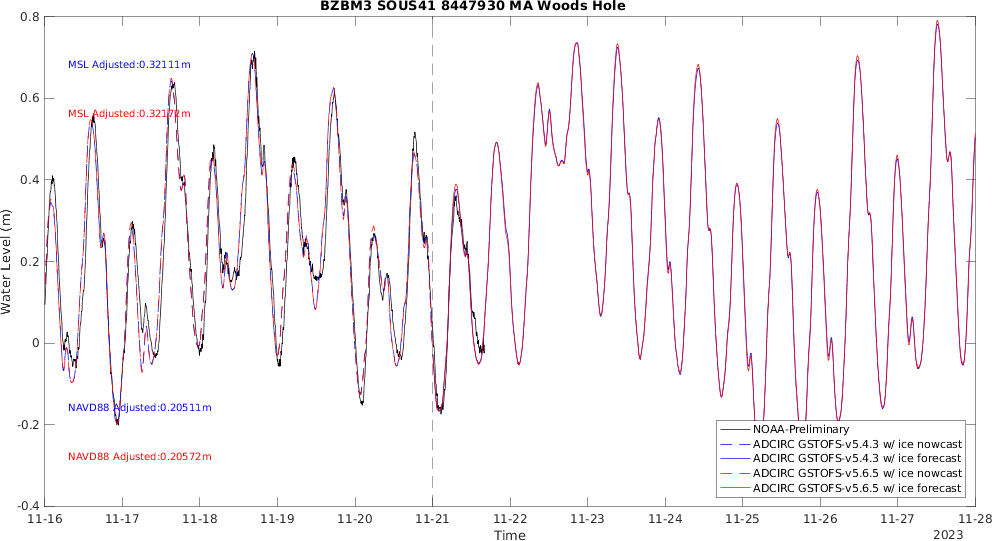 BZBM3 SOUS41 8447930 MA Woods Hole
0.8
0.6
0.4
0.2
0
-0.2
-0.4
Water Level (m)
MSL Adjusted:0.32111m
MSL Adjusted:0.32172m
NAVD88 Adjusted:0.20511m
NAVD88 Adjusted:0.20572m
NOAA-Preliminary
ADCIRC GSTOFS-v5.4.3 w/ ice nowcast
ADCIRC GSTOFS-v5.4.3 w/ ice forecast
ADCIRC GSTOFS-v5.6.5 w/ ice nowcast
ADCIRC GSTOFS-v5.6.5 w/ ice forecast
11-16 11-17 11-18 11-19 11-20 11-21 11-22 11-23 11-24 11-25 11-26 11-27 11-28
Time
2023